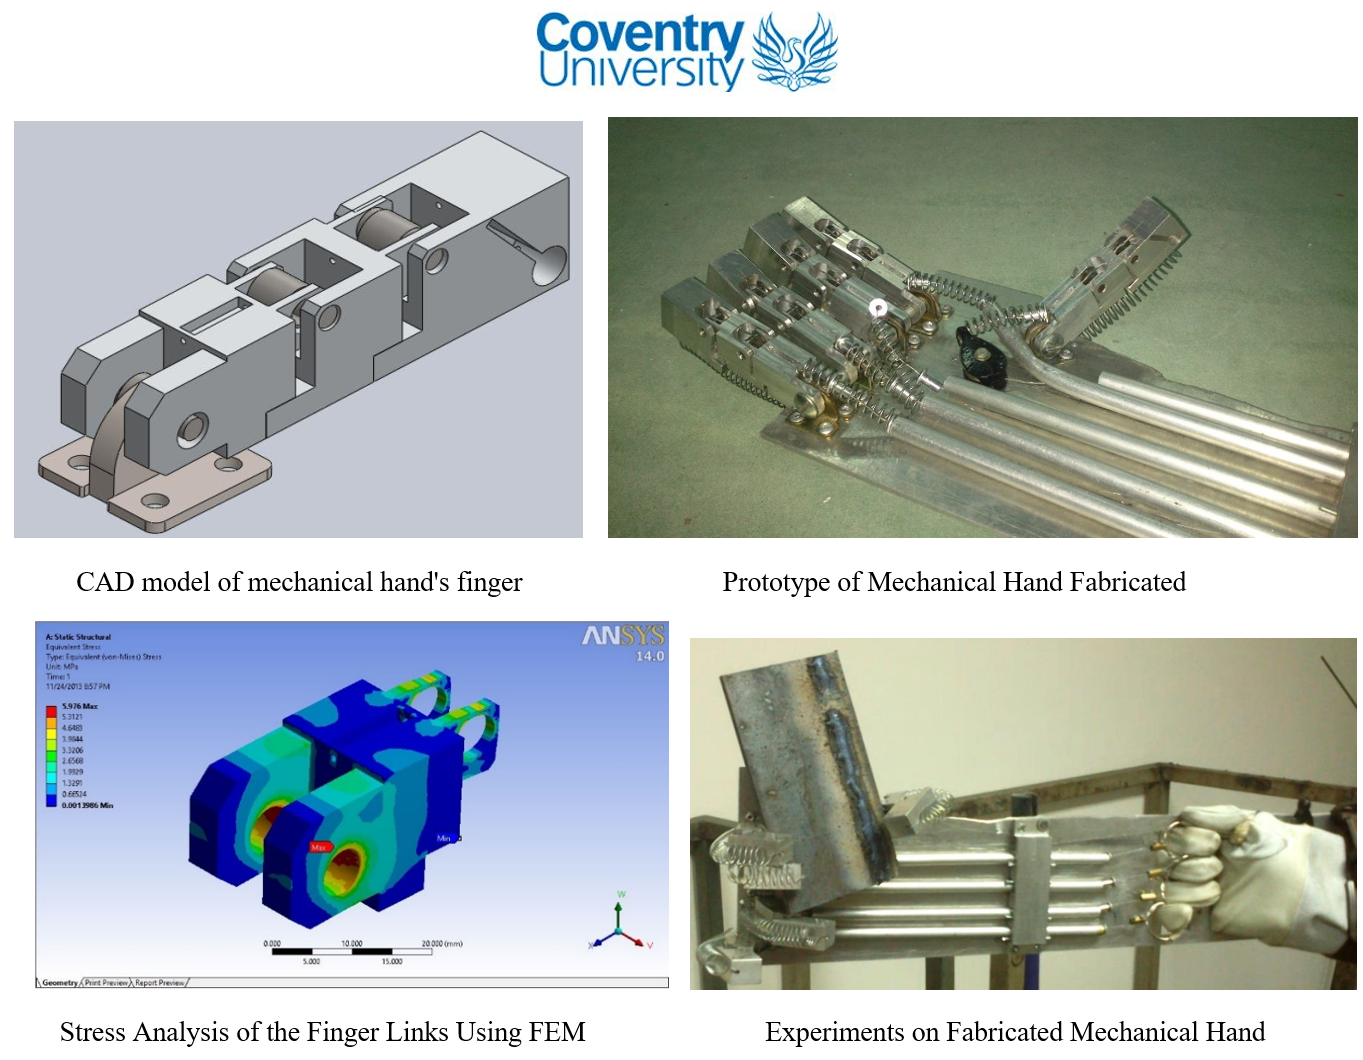 Coventry
University
CAD model of mechanical hand's finger
Prototype of Mechanical Hand Fabricated
A: Static Structural
Equivalent Stress
Type: Equivalent (von-Mises) Stress
Unit: MPa
Time: 1
11/24/2013 8:57 PM
ANSYS
14.0
5.976 Max
5.3121
4.6483
3.9844
3.3206
2.6568
1.9929
1.3291
0.66524
0.0013986 Min
Max
Min
0.000 10.000 20.000 (mm)
5.000 15.000
Geometry Print Preview Report Preview
Stress Analysis of the Finger Links Using FEM
Experiments on Fabricated Mechanical Hand